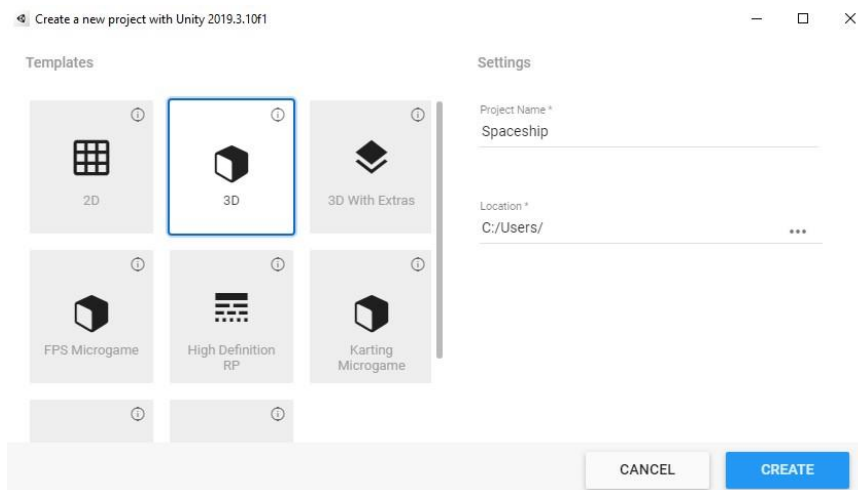 Create a new project with Unity 2019.3.10f1
Templates
2D
3D
3D With Extras
FPS Microgame
High Definition
RP
Karting
Microgame
Settings
Project Name *
Spaceship
Location *
C:/Users/
CANCEL
CREATE